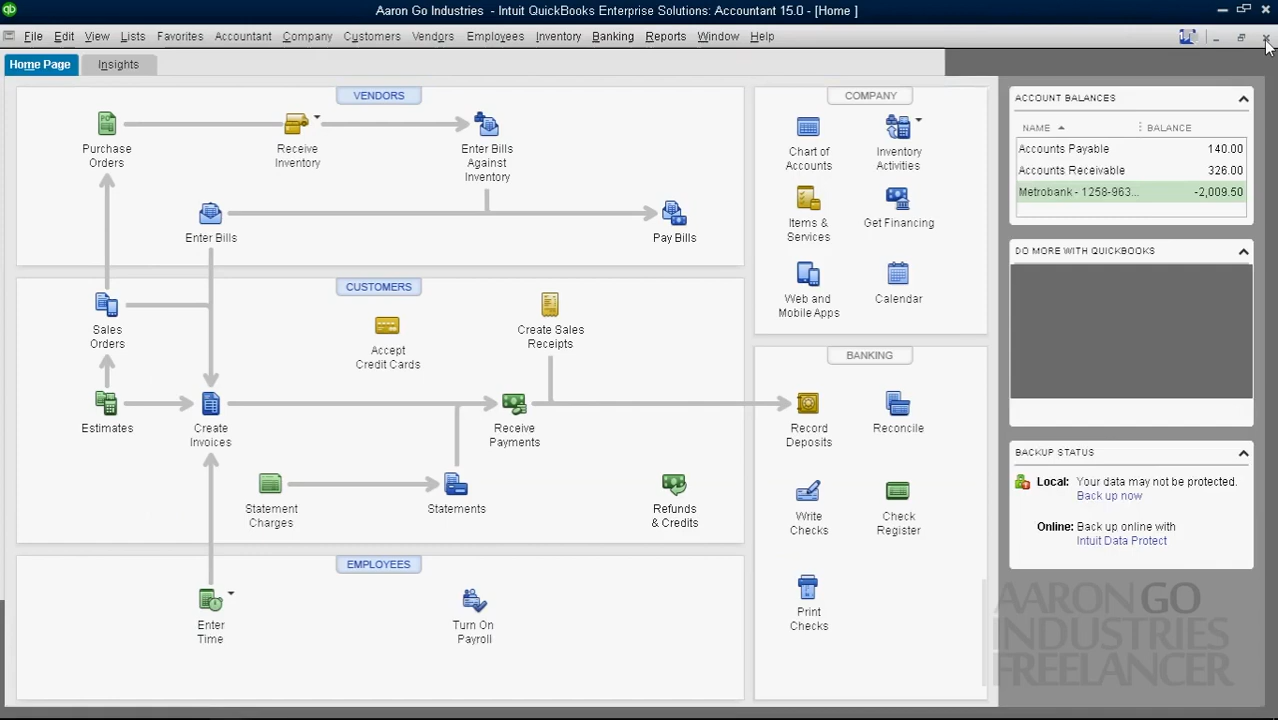 Aaron Go Industries - Intuit QuickBooks Enterprise Solutions: Accountant 15.0 - [Home ]
File Edit View Lists Favorites Accountant Company Customers Vendors Employees Inventory Banking Reports Window Help
Home Page Insights
VENDORS
Purchase
Orders
Receive
Inventory
Enter Bills
Against
Inventory
Enter Bills
Pay Bills
CUSTOMERS
Sales
Orders
Accept
Credit Cards
Create Sales
Receipts
Estimates
Create
Invoices
Receive
Payments
Statement
Charges
Statements
Refunds
& Credits
EMPLOYEES
Enter
Time
Turn On
Payroll
COMPANY
Chart of
Accounts
Inventory
Activities
Items &
Services
Get Financing
Web and
Mobile Apps
Calendar
BANKING
Record
Deposits
Reconcile
Write
Checks
Check
Register
Print
Checks
ACCOUNT BALANCES
NAME BALANCE
Accounts Payable 140.00
Accounts Receivable 326.00
Metrobank - 1258-963... -2,009.50
DO MORE WITH QUICKBOOKS
BACKUP STATUS
Local: Your data may not be protected.
Back up now
Online: Back up online with
Intuit Data Protect
AARON GO
INDUSTRIES
FREELANCER